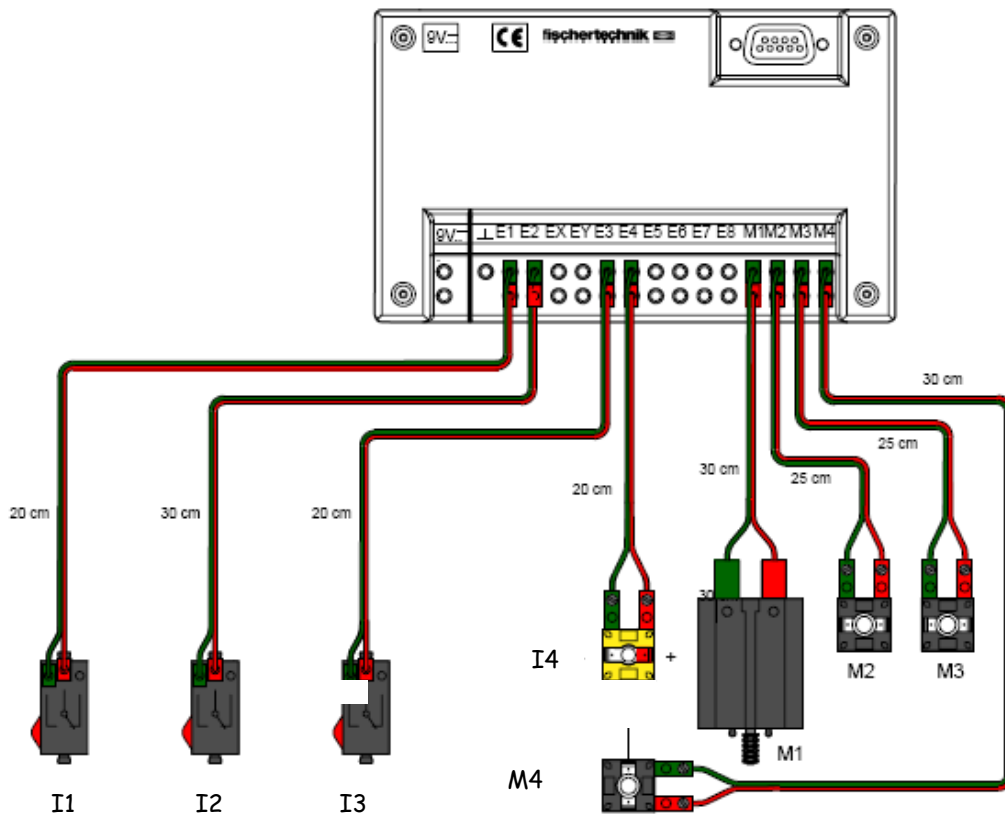 9V
CE
fischertechnik
9V
⊥ E1 E2 EX EY E3 E4 E5 E6 E7 E8 M1 M2 M3 M4
30 cm
25 cm
20 cm
30 cm
20 cm
20 cm
30 cm
25 cm
I4
+
M2
M3
M1
M4
I1
I2
I3